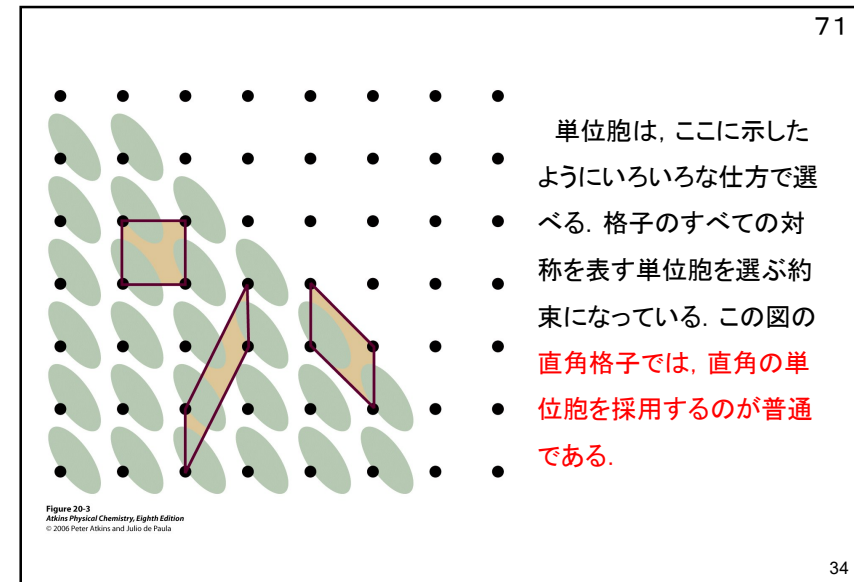 71
単位胞は，ここに示した
ようにいろいろな仕方で選
べる．格子のすべての対
称を表す単位胞を選ぶ約
束になっている．この図の
直角格子では，直角の単
位胞を採用するのが普通
である．
Figure 20-3
Atkins Physical Chemistry, Eighth Edition
© 2006 Peter Atkins and Julio de Paula
34